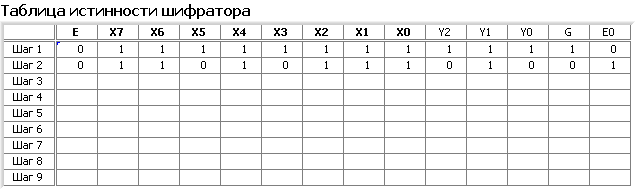 Таблица истинности шифратора
E X7 X6 X5 X4 X3 X2 X1 X0 Y2 Y1 Y0 G E0
Шаг 1 0 1 1 1 1 1 1 1 1 1 1 1 1 0
Шаг 2 0 1 1 0 1 0 1 1 1 0 1 0 0 1
Шаг 3
Шаг 4
Шаг 5
Шаг 6
Шаг 7
Шаг 8
Шаг 9